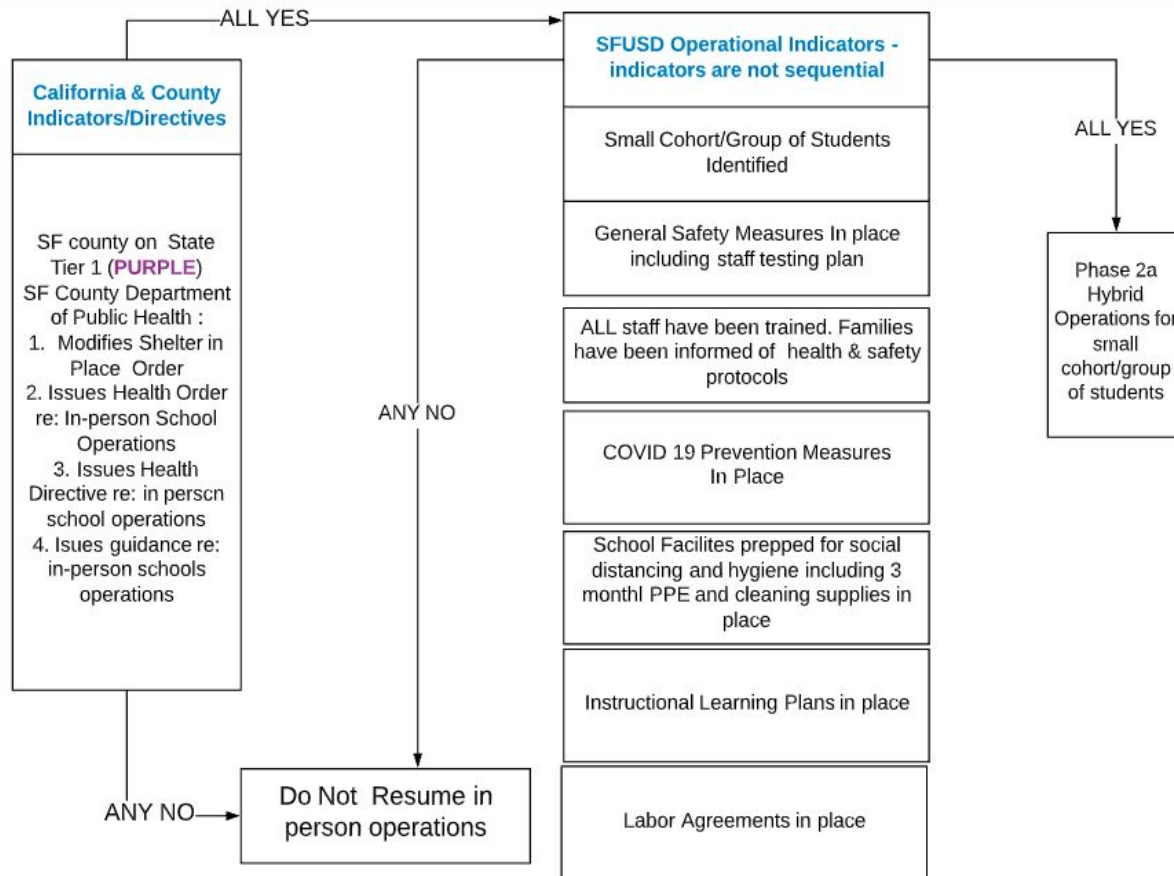 ALL YES
California & County
Indicators/Directives
SF county on State
Tier 1 (PURPLE)
SF County Department
of Public Health :
1. Modifies Shelter in
Place Order
2. Issues Health Order
re: In-person School
Operations
3. Issues Health
Directive re: in perscn
school operations
4. Isues guidance re:
in-person schools
operations
ANY NO
Do Not Resume in
person operations
ANY NO
SFUSD Operational Indicators -
indicators are not sequential
Small Cohort/Group of Students
Identified
General Safety Measures In place
including staff testing plan
ALL staff have been trained. Families
have been informed of health & safety
protocols
COVID 19 Prevention Measures
In Place
School Facilites prepped for social
distancing and hygiene including 3
monthl PPE and cleaning supplies in
place
Instructional Learning Plans in place
Labor Agreements in place
ALL YES
Phase 2a
Hybrid
Operations for
small
cohort/group
of students